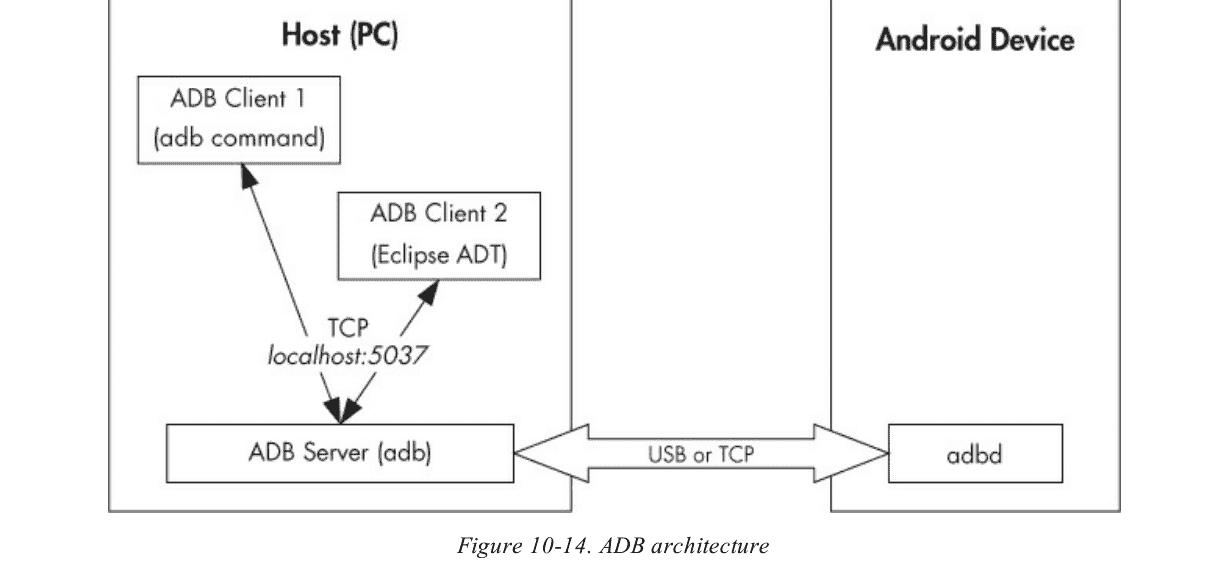 Host (PC)
Android Device
ADB Client 1
(adb command)
ADB Client 2
(Eclipse ADT)
TCP
localhost:5037
ADB Server (adb)
USB or TCP
adbd
Figure 10-14. ADB architecture